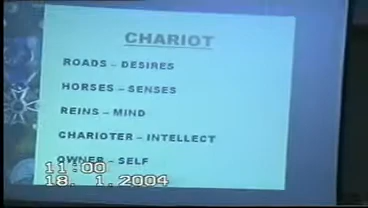 CHARIOT
ROADS – DESIRES
HORSES – SENSES
REINS – MIND
CHARIOTER – INTELLECT
OWNER – SELF
11:00
18. 1.2004